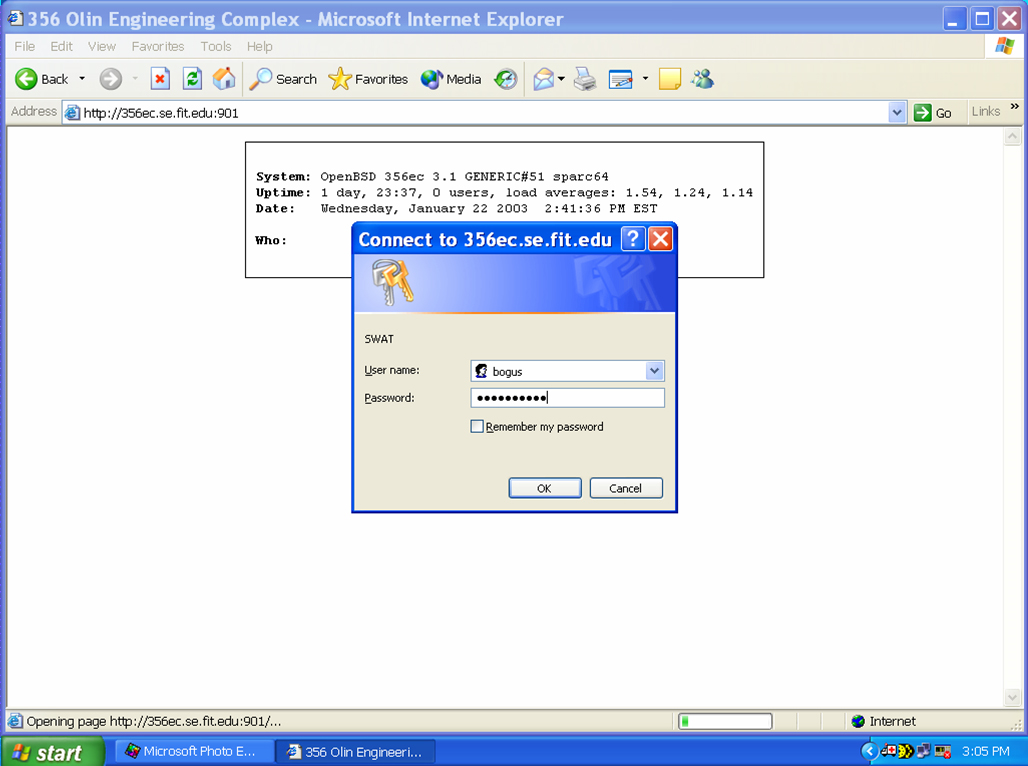 356 Olin Engineering Complex - Microsoft Internet Explorer
File Edit View Favorites Tools Help
Back Search Favorites Media
Address http://356ec.se.fit.edu:901 Go Links »
System: OpenBSD 356ec 3.1 GENERIC#51 sparc64
Uptime: 1 day, 23:37, 0 users, load averages: 1.54, 1.24, 1.14
Date: Wednesday, January 22 2003 2:41:36 PM EST
Who:
Connect to 356ec.se.fit.edu
SWAT
User name: bogus
Password: ●●●●●●●●●●
Remember my password
OK Cancel
Opening page http://356ec.se.fit.edu:901/... Internet
start Microsoft Photo E... 356 Olin Engineeri... 3:05 PM